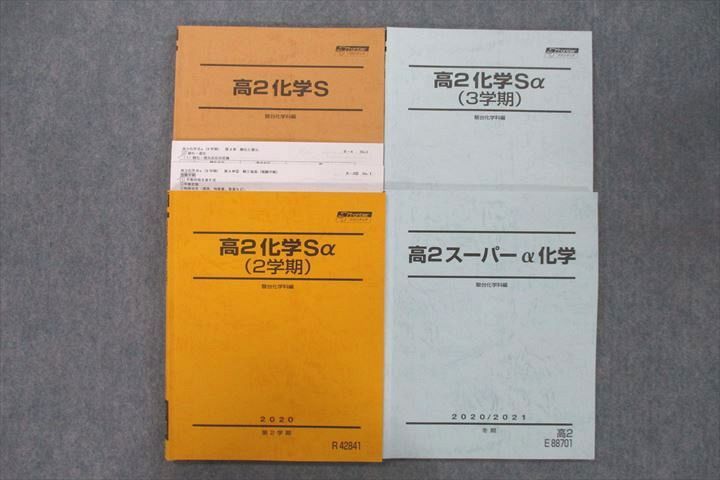 高2化学S
駿台化学科編
高2化学Sα
(3学期)
駿台化学科編
高2化学Sα
(2学期)
駿台化学科編
2020
第2学期
R 42841
高2スーパーα化学
駿台化学科編
2020/2021
冬期
高2
E 88701